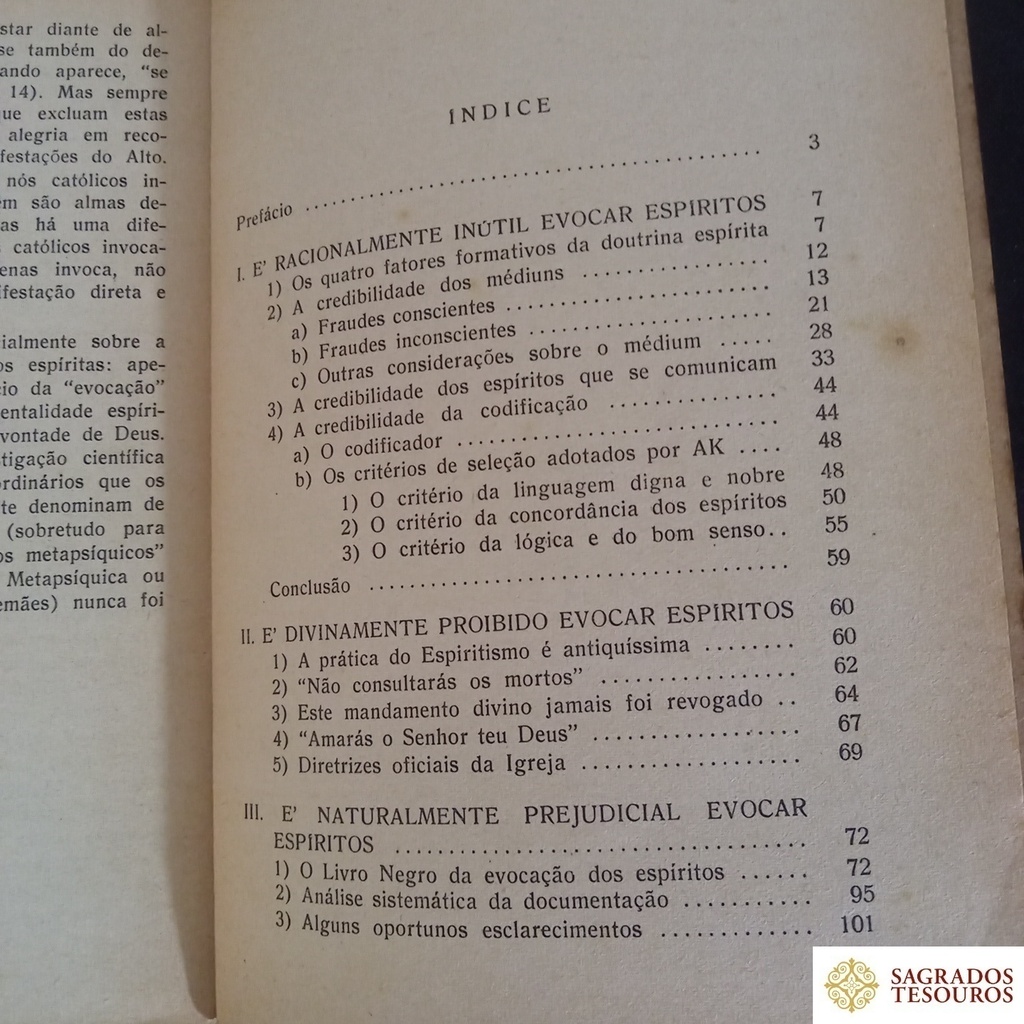 star diante de al-
se também do de-
ando aparece, "se
14). Mas sempre
ue excluam estas
alegria em reco-
festações do Alto.
nós católicos in-
em são almas de-
as há uma dife-
católicos invoca-
enas invoca, não
ifestação direta e
ialmente sobre a
os espíritas: ape-
cio da "evocação"
entalidade espíri-
vontade de Deus.
tigação científica
ordinários que os
te denominam de
(sobretudo para
os metapsíquicos"
Metapsíquica ou
emães) nunca foi
ÍNDICE
Prefácio .......... 3
I. E' RACIONALMENTE INÚTIL EVOCAR ESPÍRITOS 7
1) Os quatro fatores formativos da doutrina espírita 7
2) A credibilidade dos médiuns .......... 12
a) Fraudes conscientes .......... 13
b) Fraudes inconscientes .......... 21
c) Outras considerações sobre o médium ..... 28
3) A credibilidade dos espíritos que se comunicam 33
4) A credibilidade da codificação .......... 44
a) O codificador .......... 44
b) Os critérios de seleção adotados por AK .... 48
1) O critério da linguagem digna e nobre 48
2) O critério da concordância dos espíritos 50
3) O critério da lógica e do bom senso.. 55
Conclusão .......... 59
II. E' DIVINAMENTE PROIBIDO EVOCAR ESPÍRITOS 60
1) A prática do Espiritismo é antiquíssima ........ 60
2) "Não consultarás os mortos" .......... 62
3) Este mandamento divino jamais foi revogado .. 64
4) "Amarás o Senhor teu Deus" .......... 67
5) Diretrizes oficiais da Igreja .......... 69
III. E' NATURALMENTE PREJUDICIAL EVOCAR
ESPÍRITOS .......... 72
1) O Livro Negro da evocação dos espíritos ...... 72
2) Análise sistemática da documentação .......... 95
3) Alguns oportunos esclarecimentos .......... 101
SAGRADOS
TESOUROS